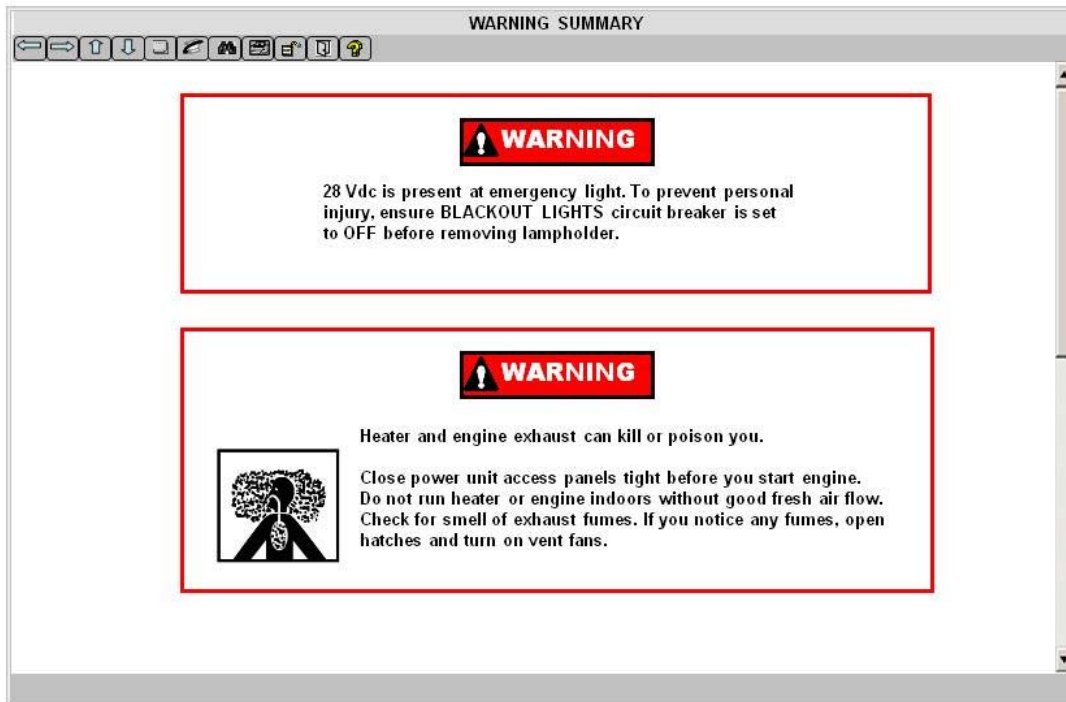 WARNING SUMMARY
WARNING
28 Vdc is present at emergency light. To prevent personal
injury, ensure BLACKOUT LIGHTS circuit breaker is set
to OFF before removing lampholder.
WARNING
Heater and engine exhaust can kill or poison you.
Close power unit access panels tight before you start engine.
Do not run heater or engine indoors without good fresh air flow.
Check for smell of exhaust fumes. If you notice any fumes, open
hatches and turn on vent fans.